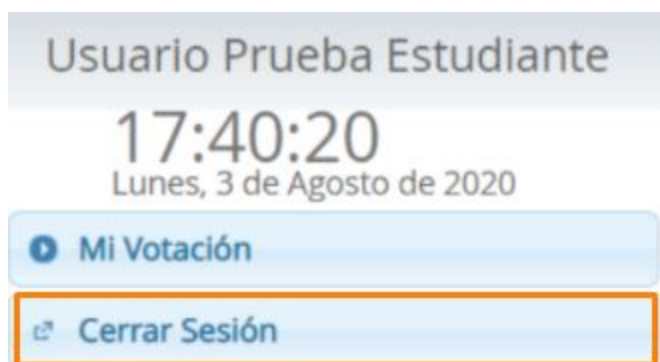 Usuario Prueba Estudiante
17:40:20
Lunes, 3 de Agosto de 2020
Mi Votación
Cerrar Sesión